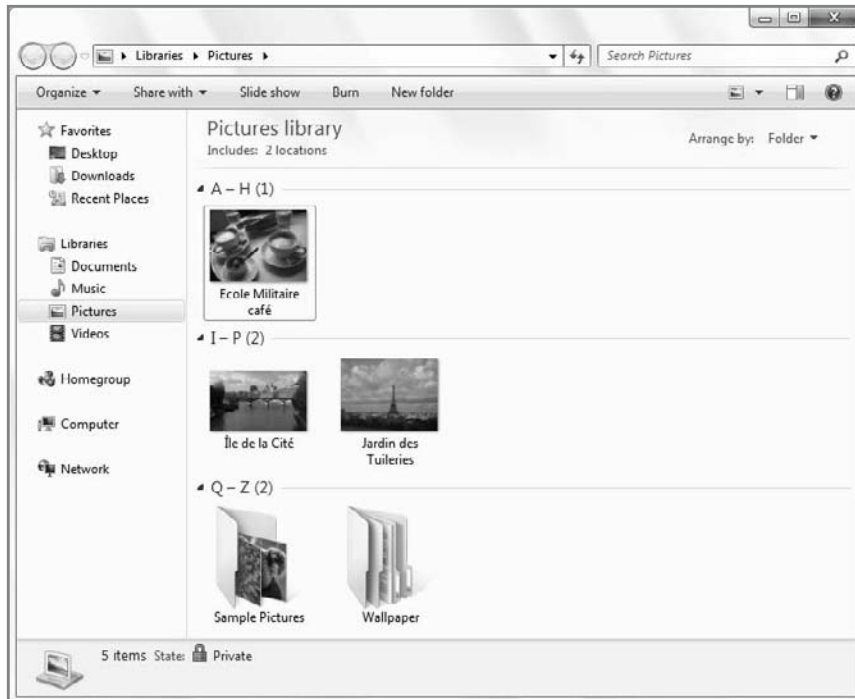 Libraries Pictures
Search Pictures
Organize Share with Slide show Burn New folder
Favorites
Desktop
Downloads
Recent Places
Libraries
Documents
Music
Pictures
Videos
Homegroup
Computer
Network
Pictures library
Includes: 2 locations
Arrange by: Folder
A – H (1)
Ecole Militaire
café
I – P (2)
Île de la Cité
Jardin des
Tuileries
Q – Z (2)
Sample Pictures
Wallpaper
5 items State: Private